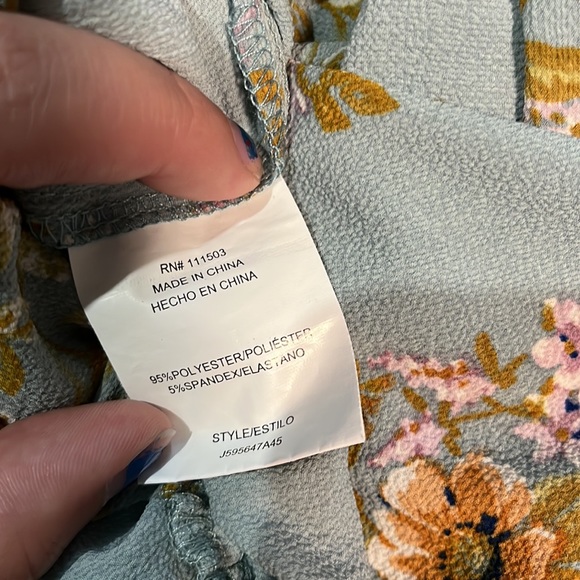 RN# 111503
MADE IN CHINA
HECHO EN CHINA
95%POLYESTER/POLIÉSTER
5%SPANDEX/ELASTANO
STYLE/ESTILO
J595647A45